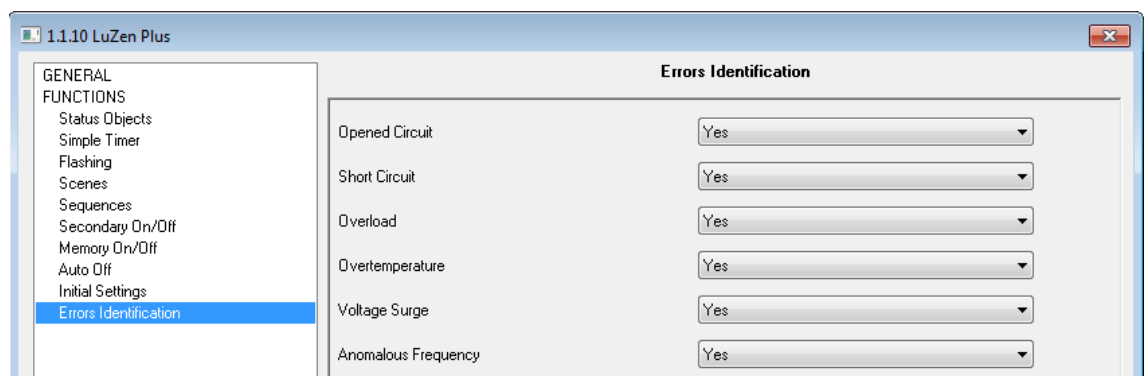 1.1.10 LuZen Plus
GENERAL
FUNCTIONS
Status Objects
Simple Timer
Flashing
Scenes
Sequences
Secondary On/Off
Memory On/Off
Auto Off
Initial Settings
Errors Identification
Errors Identification
Opened Circuit Yes
Short Circuit Yes
Overload Yes
Overtemperature Yes
Voltage Surge Yes
Anomalous Frequency Yes